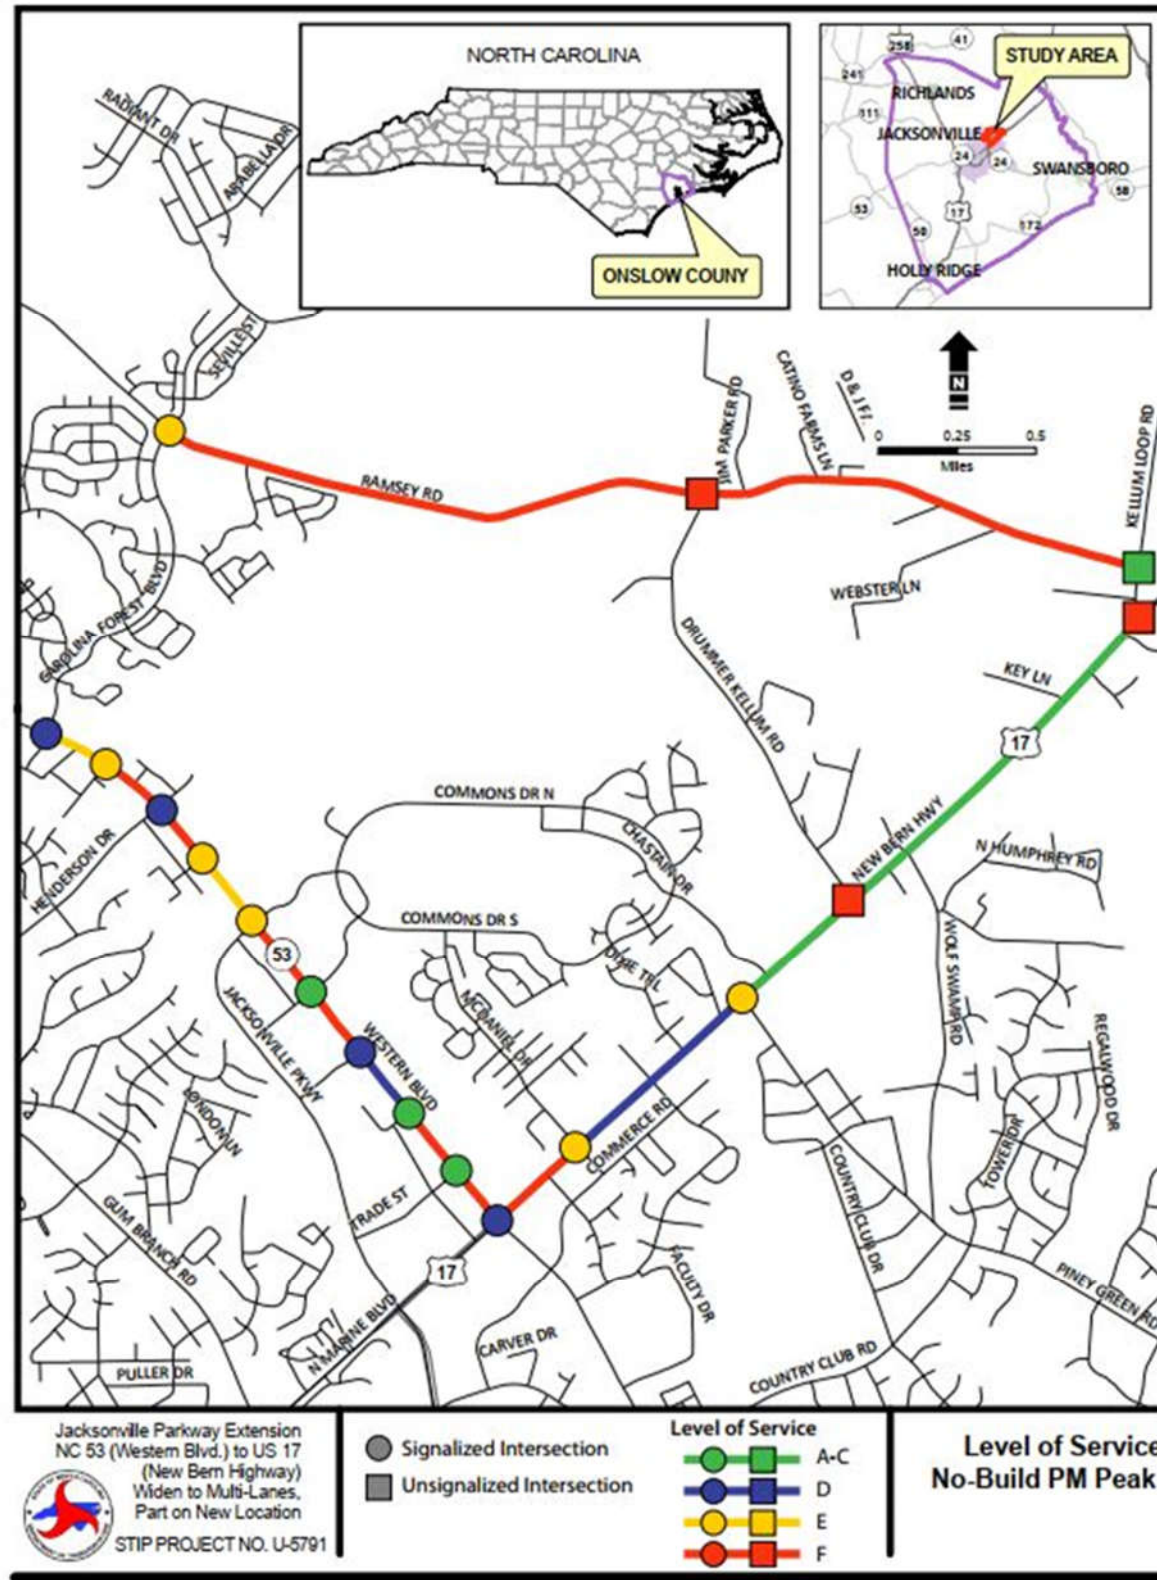 NORTH CAROLINA
ONSLOW COUNY
STUDY AREA
258
41
241
RICHLANDS
111
JACKSONVILLE
24
24
SWANSBORO
58
53
17
50
172
HOLLY RIDGE
RADIANT DR
ARABELLA DR
SEVILLE ST
N
0 0.25 0.5
Miles
JIM PARKER RD
CATINO FARMS LN
D & J
KELLUM LOOP RD
RAMSEY RD
WEBSTER LN
CAROLINA FOREST BLVD
DRUMMER KELLUM RD
KEY LN
17
COMMONS DR N
CHASTAIN DR
NEW BERN HWY
N HUMPHREY RD
HENDERSON DR
COMMONS DR S
53
DIXIE TRL
WOLF SWAMP RD
JACKSONVILLE PKWY
MCDANIEL DR
WESTERN BLVD
REGALWOOD DR
LONDON LN
COMMERCE RD
TOWER DR
COUNTRY CLUB DR
GUM BRANCH RD
TRADE ST
17
FACULTY DR
PINEY GREEN RD
N MARINE BLVD
CARVER DR
PULLER DR
COUNTRY CLUB RD
Jacksonville Parkway Extension
NC 53 (Western Blvd.) to US 17
(New Bern Highway)
Widen to Multi-Lanes,
Part on New Location
STIP PROJECT NO. U-5791
Signalized Intersection
Unsignalized Intersection
Level of Service
A-C
D
E
F
Level of Service
No-Build PM Peak